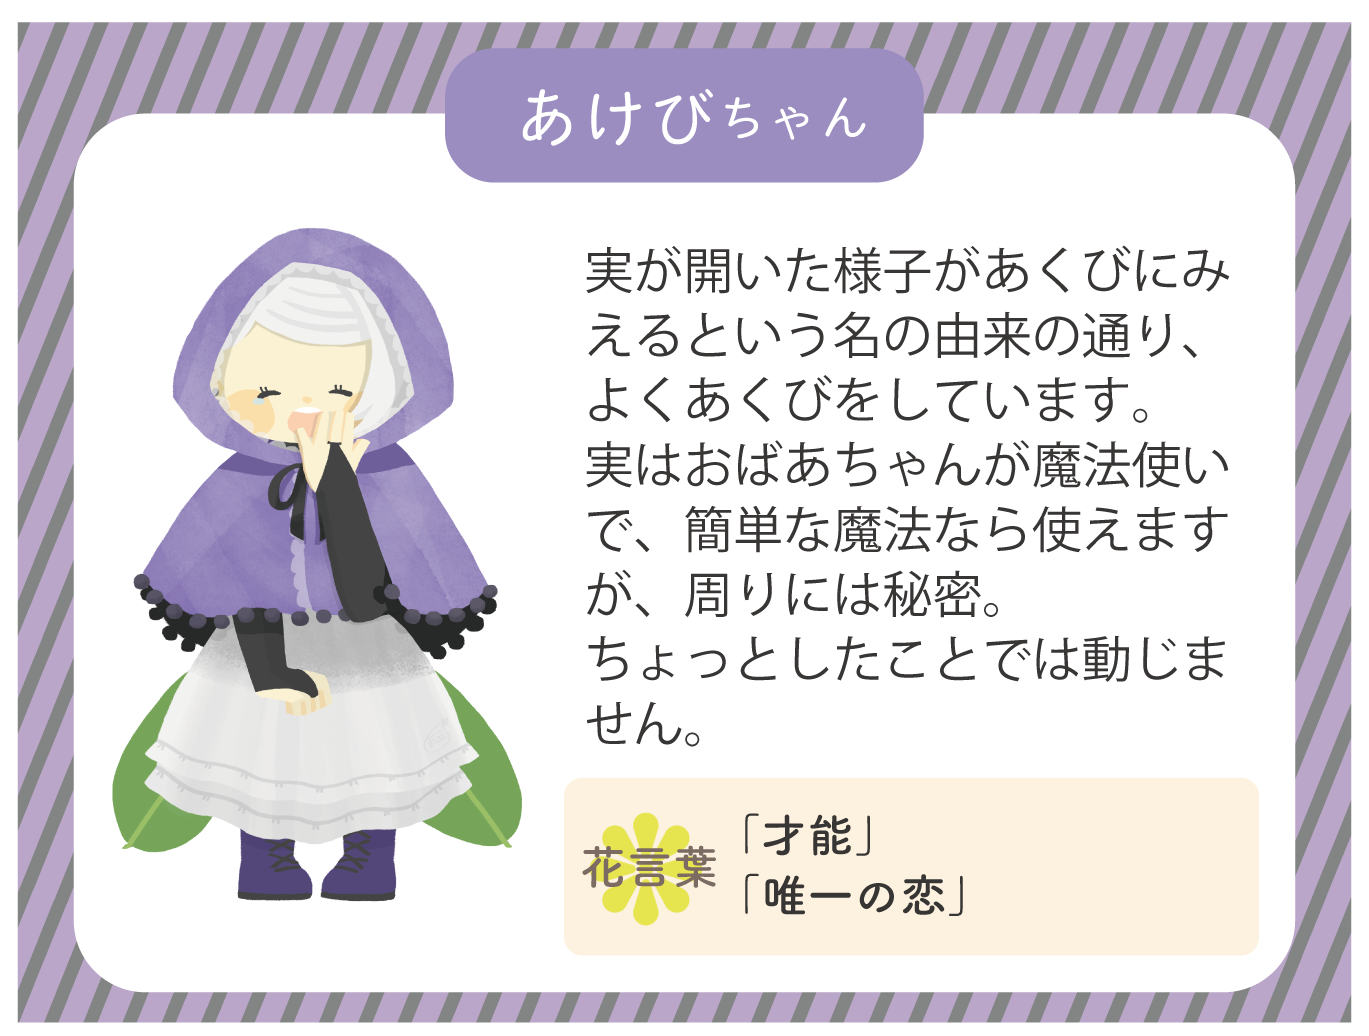 あけびちゃん
実が開いた様子があくびにみ
えるという名の由来の通り、
よくあくびをしています。
実はおばあちゃんが魔法使い
で、簡単な魔法なら使えます
が、周りには秘密。
ちょっとしたことでは動じま
せん。
花言葉
「才能」
「唯一の恋」